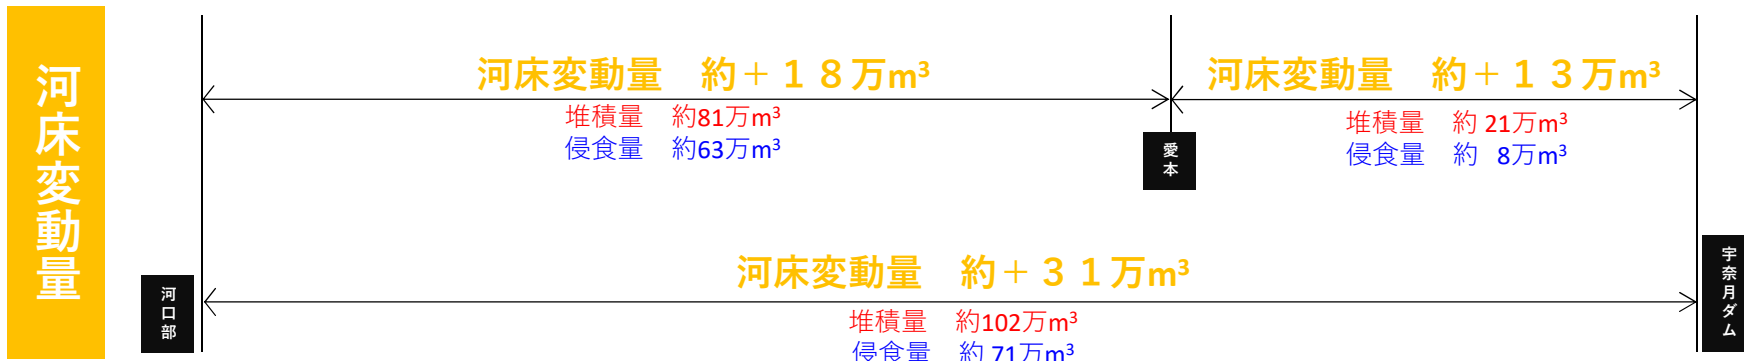 河床変動量
河床変動量　約＋１８万m³
堆積量　約81万m³
侵食量　約63万m³
河床変動量　約＋１３万m³
堆積量　約 21万m³
侵食量　約 8万m³
愛本
河床変動量　約＋３１万m³
堆積量　約102万m³
侵食量　約 71万m³
河口部
宇奈月ダム